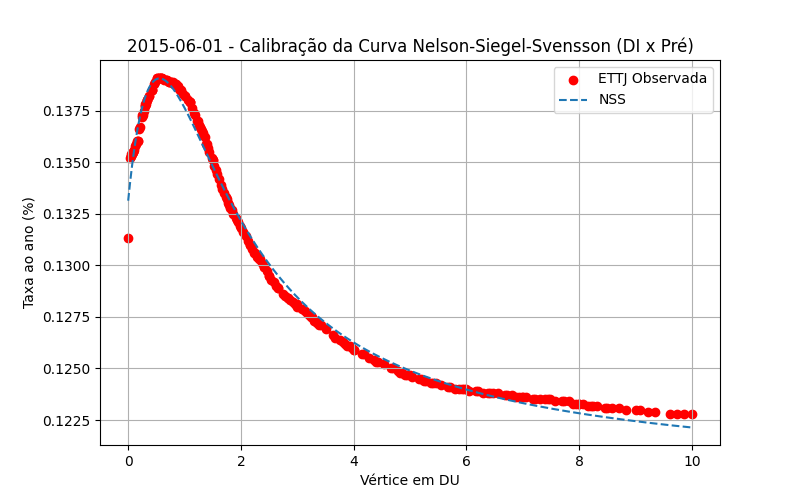 2015-06-01 - Calibração da Curva Nelson-Siegel-Svensson (DI x Pré)
ETTJ Observada
NSS
Taxa ao ano (%)
0.1375
0.1350
0.1325
0.1300
0.1275
0.1250
0.1225
0 2 4 6 8 10
Vértice em DU